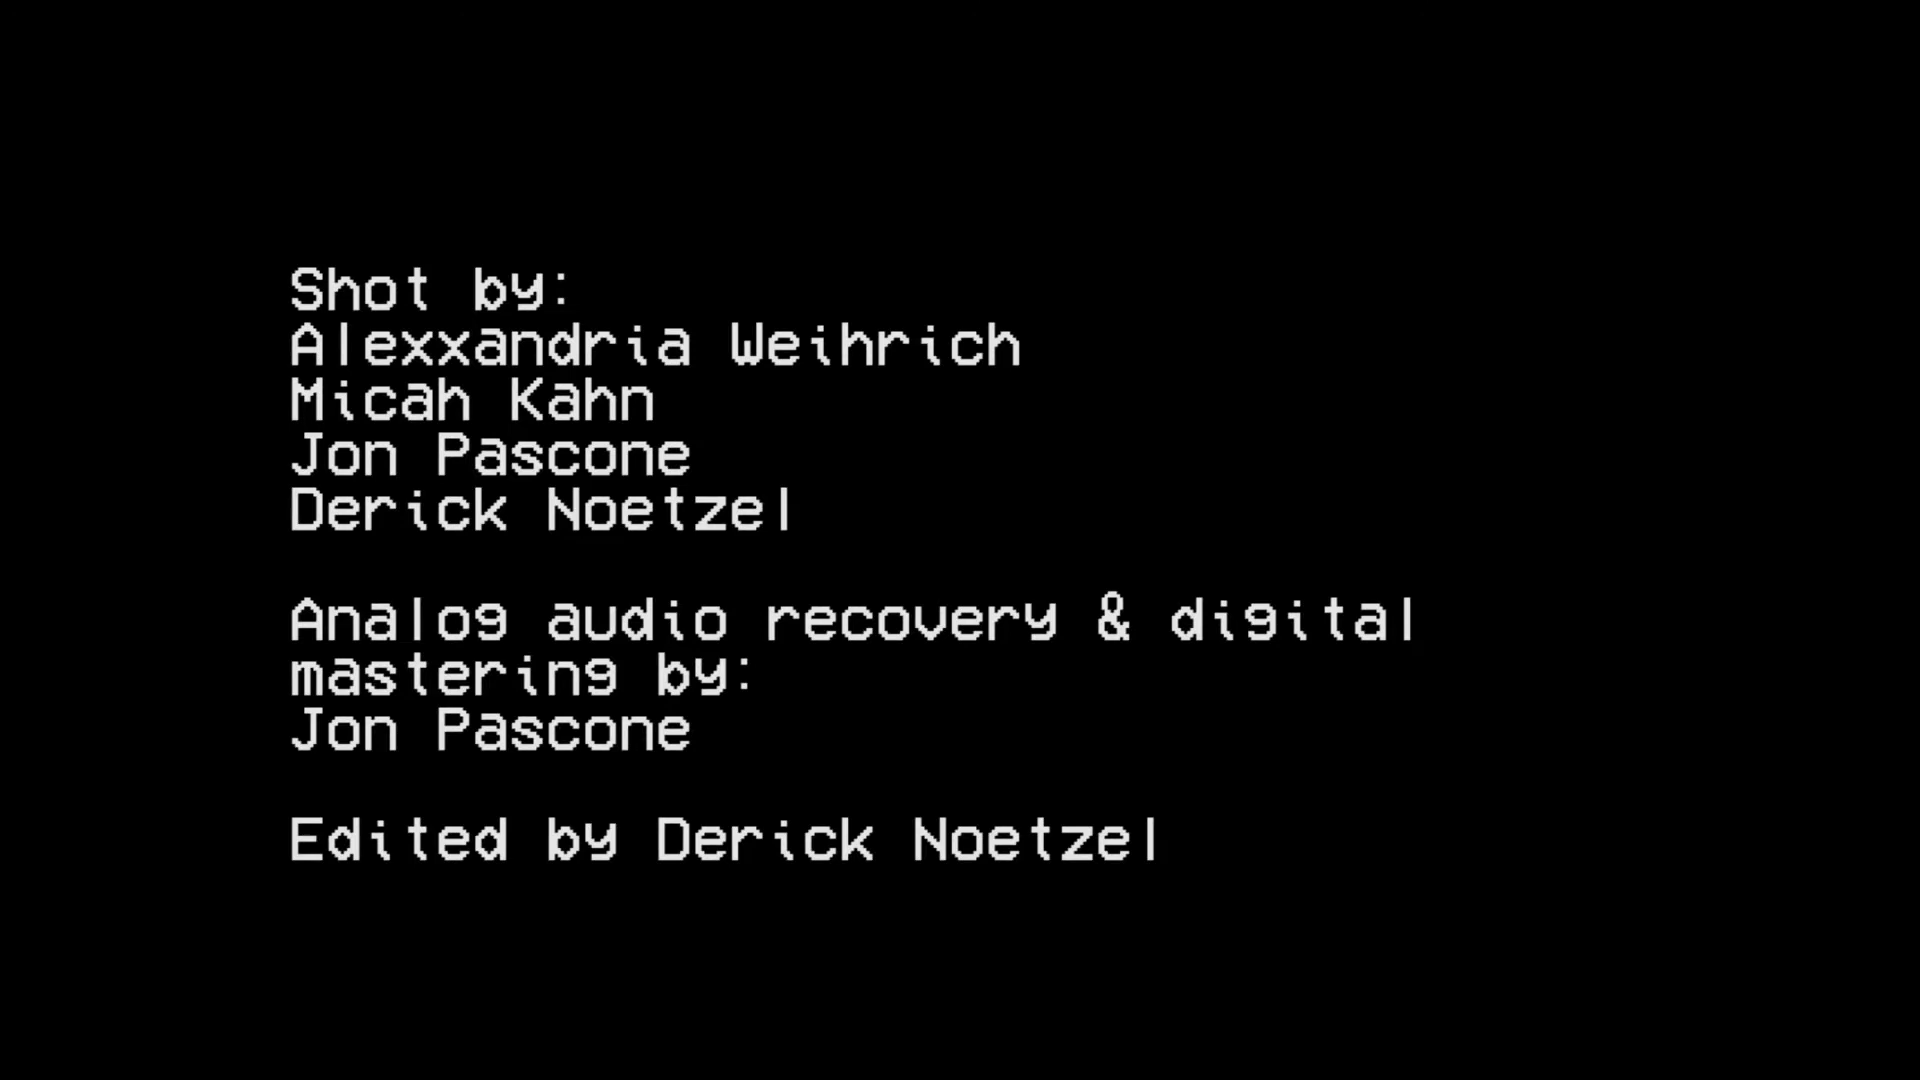 Shot by:
Alexxandria Weihrich
Micah Kahn
Jon Pascone
Derick Noetzel
Analog audio recovery & digital
mastering by:
Jon Pascone
Edited by Derick Noetzel